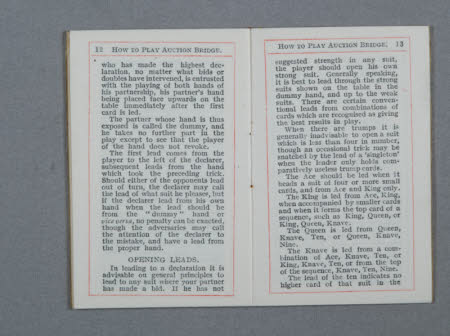 12 HOW TO PLAY AUCTION BRIDGE.
who has made the highest dec-
laration, no matter what bids or
doubles have intervened, is entrusted
with the playing of both hands of
his partnership, his partner's hand
being placed face upwards on the
table immediately after the first
card is led.
The partner whose hand is thus
exposed is called the dummy, and
he takes no further part in the
play except to see that the player
of the hand does not revoke.
The first lead comes from the
player to the left of the declarer,
subsequent leads from the hand
which took the preceding trick.
Should either of the opponents lead
out of turn, the declarer may call
the lead of what suit he pleases, but
if the declarer lead from his own
hand when the lead should be
from the "dummy" hand or
vice versa, no penalty can be exacted,
though the adversaries may call
the attention of the declarer to
the mistake, and have a lead from
the proper hand.
OPENING LEADS.
In leading to a declaration it is
advisable on general principles to
lead to any suit where your partner
has made a bid. If he has not
HOW TO PLAY AUCTION BRIDGE. 13
suggested strength in any suit,
the player should open his own
strong suit. Generally speaking,
it is best to lead through the strong
suits shown on the table in the
dummy hand, and up to the weak
suits. There are certain conven-
tional leads from combinations of
cards which are recognised as giving
the best results in play.
When there are trumps it is
generally inadvisable to open a suit
which is less than four in number,
though an occasional trick may be
snatched by the lead of a 'singleton'
when the leader only holds com-
paratively useless trump cards.
The Ace should be led when it
heads a suit of four or more small
cards, and from Ace and King only.
The King is led from Ace, King,
when accompanied by smaller cards
and when it forms the top card of a
sequence, such as King, Queen, or
King, Queen, Knave.
The Queen is led from Queen,
Knave, Ten, or Queen, Knave,
Nine.
The Knave is led from a com-
bination of Ace, Knave, Ten, or
King, Knave, Ten, or from the top
of the sequence, Knave, Ten, Nine.
The lead of the ten indicates no
higher card of that suit in the